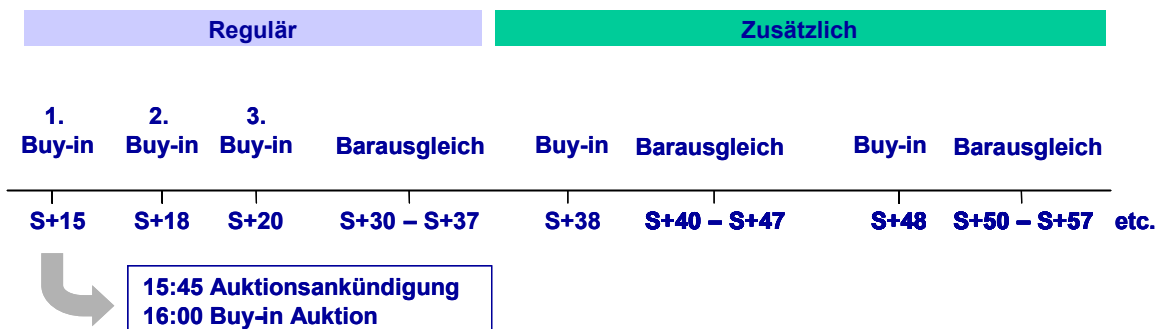 Regulär Zusätzlich
1. 2. 3.
Buy-in Buy-in Buy-in Barausgleich Buy-in Barausgleich Buy-in Barausgleich
S+15 S+18 S+20 S+30 – S+37 S+38 S+40 – S+47 S+48 S+50 – S+57 etc.
15:45 Auktionsankündigung
16:00 Buy-in Auktion